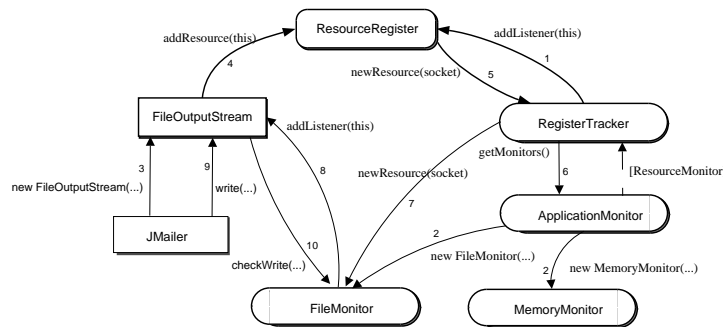 ResourceRegister
addResource(this)
addListener(this)
4
1
newResource(socket)
5
FileOutputStream
RegisterTracker
addListener(this)
getMonitors()
6
[ResourceMonitor
3
9
8
newResource(socket)
new FileOutputStream(...)
write(...)
7
ApplicationMonitor
JMailer
2
10
new FileMonitor(...)
checkWrite(...)
2
new MemoryMonitor(...)
FileMonitor
MemoryMonitor